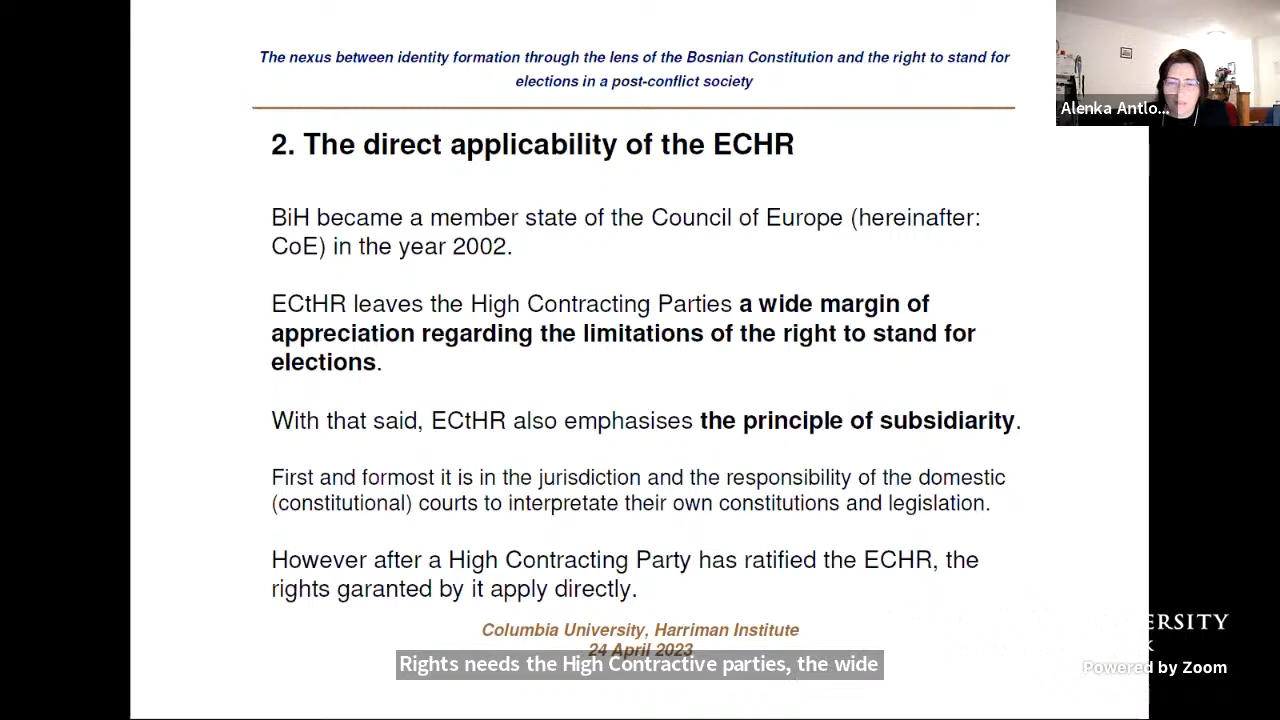 The nexus between identity formation through the lens of the Bosnian Constitution and the right to stand for
elections in a post-conflict society
Alenka Antlo...
2. The direct applicability of the ECHR
BiH became a member state of the Council of Europe (hereinafter:
CoE) in the year 2002.
ECtHR leaves the High Contracting Parties a wide margin of
appreciation regarding the limitations of the right to stand for
elections.
With that said, ECtHR also emphasises the principle of subsidiarity.
First and formost it is in the jurisdiction and the responsibility of the domestic
(constitutional) courts to interpretate their own constitutions and legislation.
However after a High Contracting Party has ratified the ECHR, the
rights garanted by it apply directly.
Columbia University, Harriman Institute
24 April 2023
Rights needs the High Contractive parties, the wide
ERSITY
K
Powered by Zoom